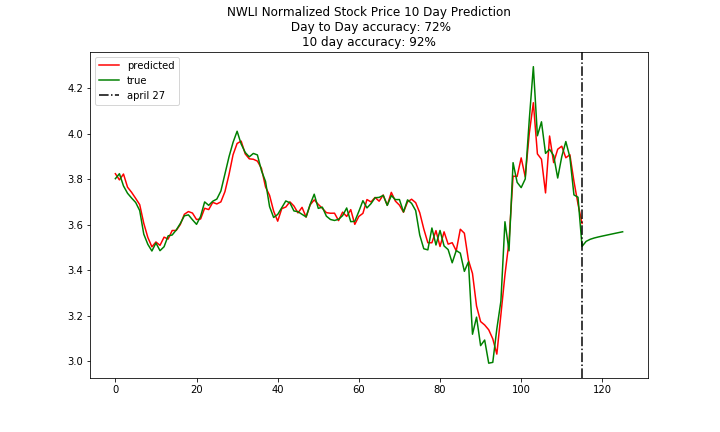 NWLI Normalized Stock Price 10 Day Prediction
Day to Day accuracy: 72%
10 day accuracy: 92%
predicted
true
april 27
4.2
4.0
3.8
3.6
3.4
3.2
3.0
0 20 40 60 80 100 120